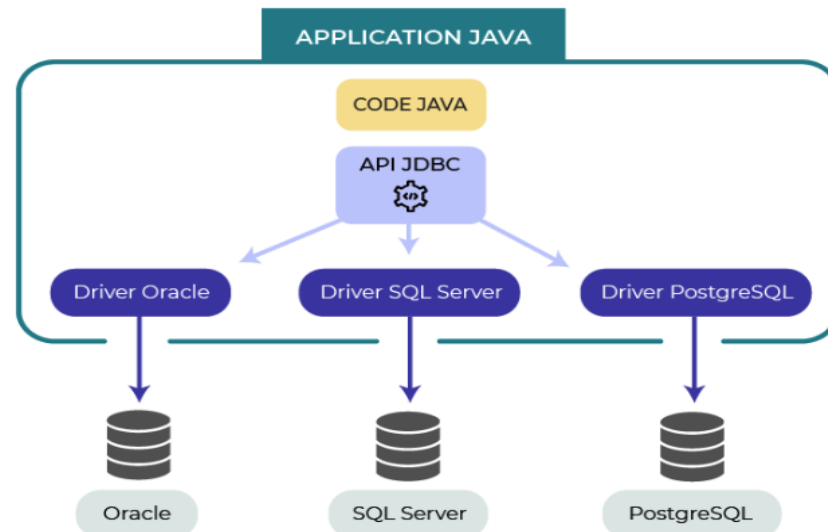 APPLICATION JAVA
CODE JAVA
API JDBC
</>
Driver Oracle
Driver SQL Server
Driver PostgreSQL
Oracle
SQL Server
PostgreSQL